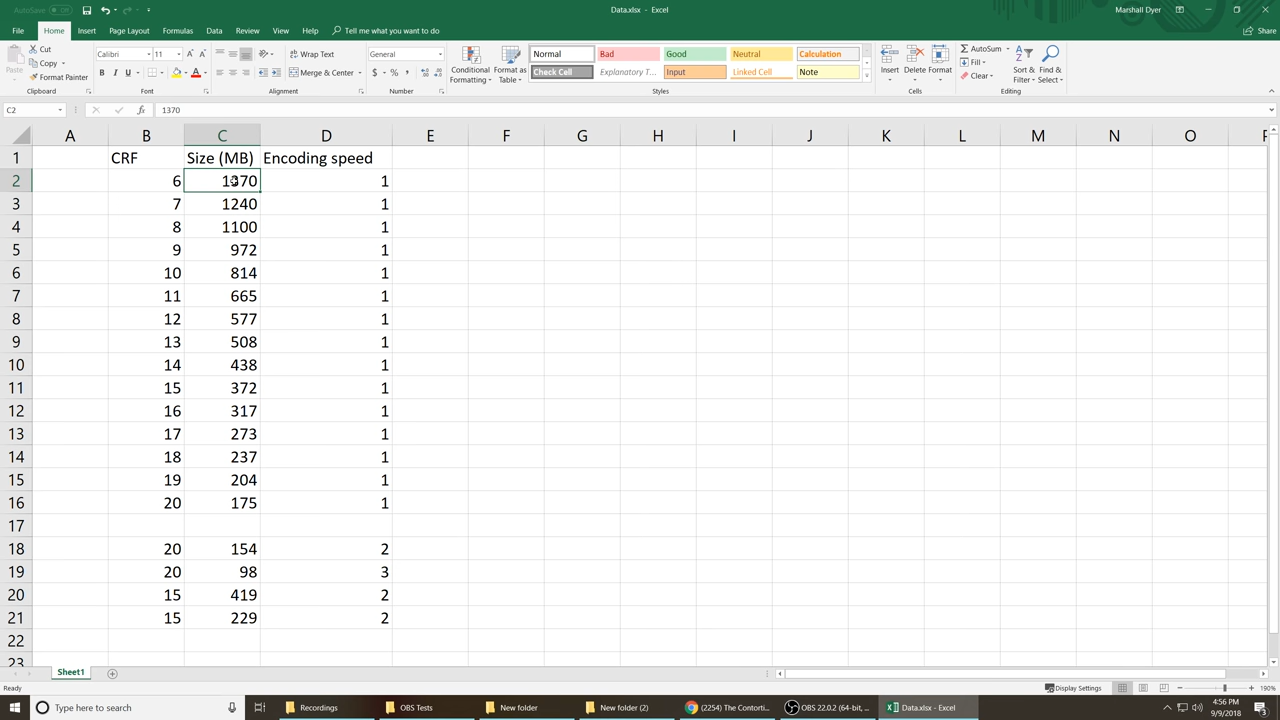 Data.xlsx - Excel
Marshall Dyer
AutoSave Off
File Home Insert Page Layout Formulas Data Review View Help Tell me what you want to do Share
Cut Copy Format Painter Paste Clipboard
Calibri 11 Font
Wrap Text Merge & Center Alignment
General Number
Conditional Formatting Format as Table
Normal Bad Good Neutral Calculation
Check Cell Explanatory T... Input Linked Cell Note
Styles
Insert Delete Format Cells
AutoSum Fill Clear Sort & Filter Find & Select Editing
C2 fx 1370
A B C D E F G H I J K L M N O P
1 CRF Size (MB) Encoding speed
2 6 1370 1
3 7 1240 1
4 8 1100 1
5 9 972 1
6 10 814 1
7 11 665 1
8 12 577 1
9 13 508 1
10 14 438 1
11 15 372 1
12 16 317 1
13 17 273 1
14 18 237 1
15 19 204 1
16 20 175 1
17
18 20 154 2
19 20 98 3
20 15 419 2
21 15 229 2
22
23
Sheet1
Ready Display Settings 190%
Type here to search Recordings OBS Tests New folder New folder (2) (2254) The Contorti... OBS 22.0.2 (64-bit, ... Data.xlsx - Excel 4:56 PM
9/9/2018